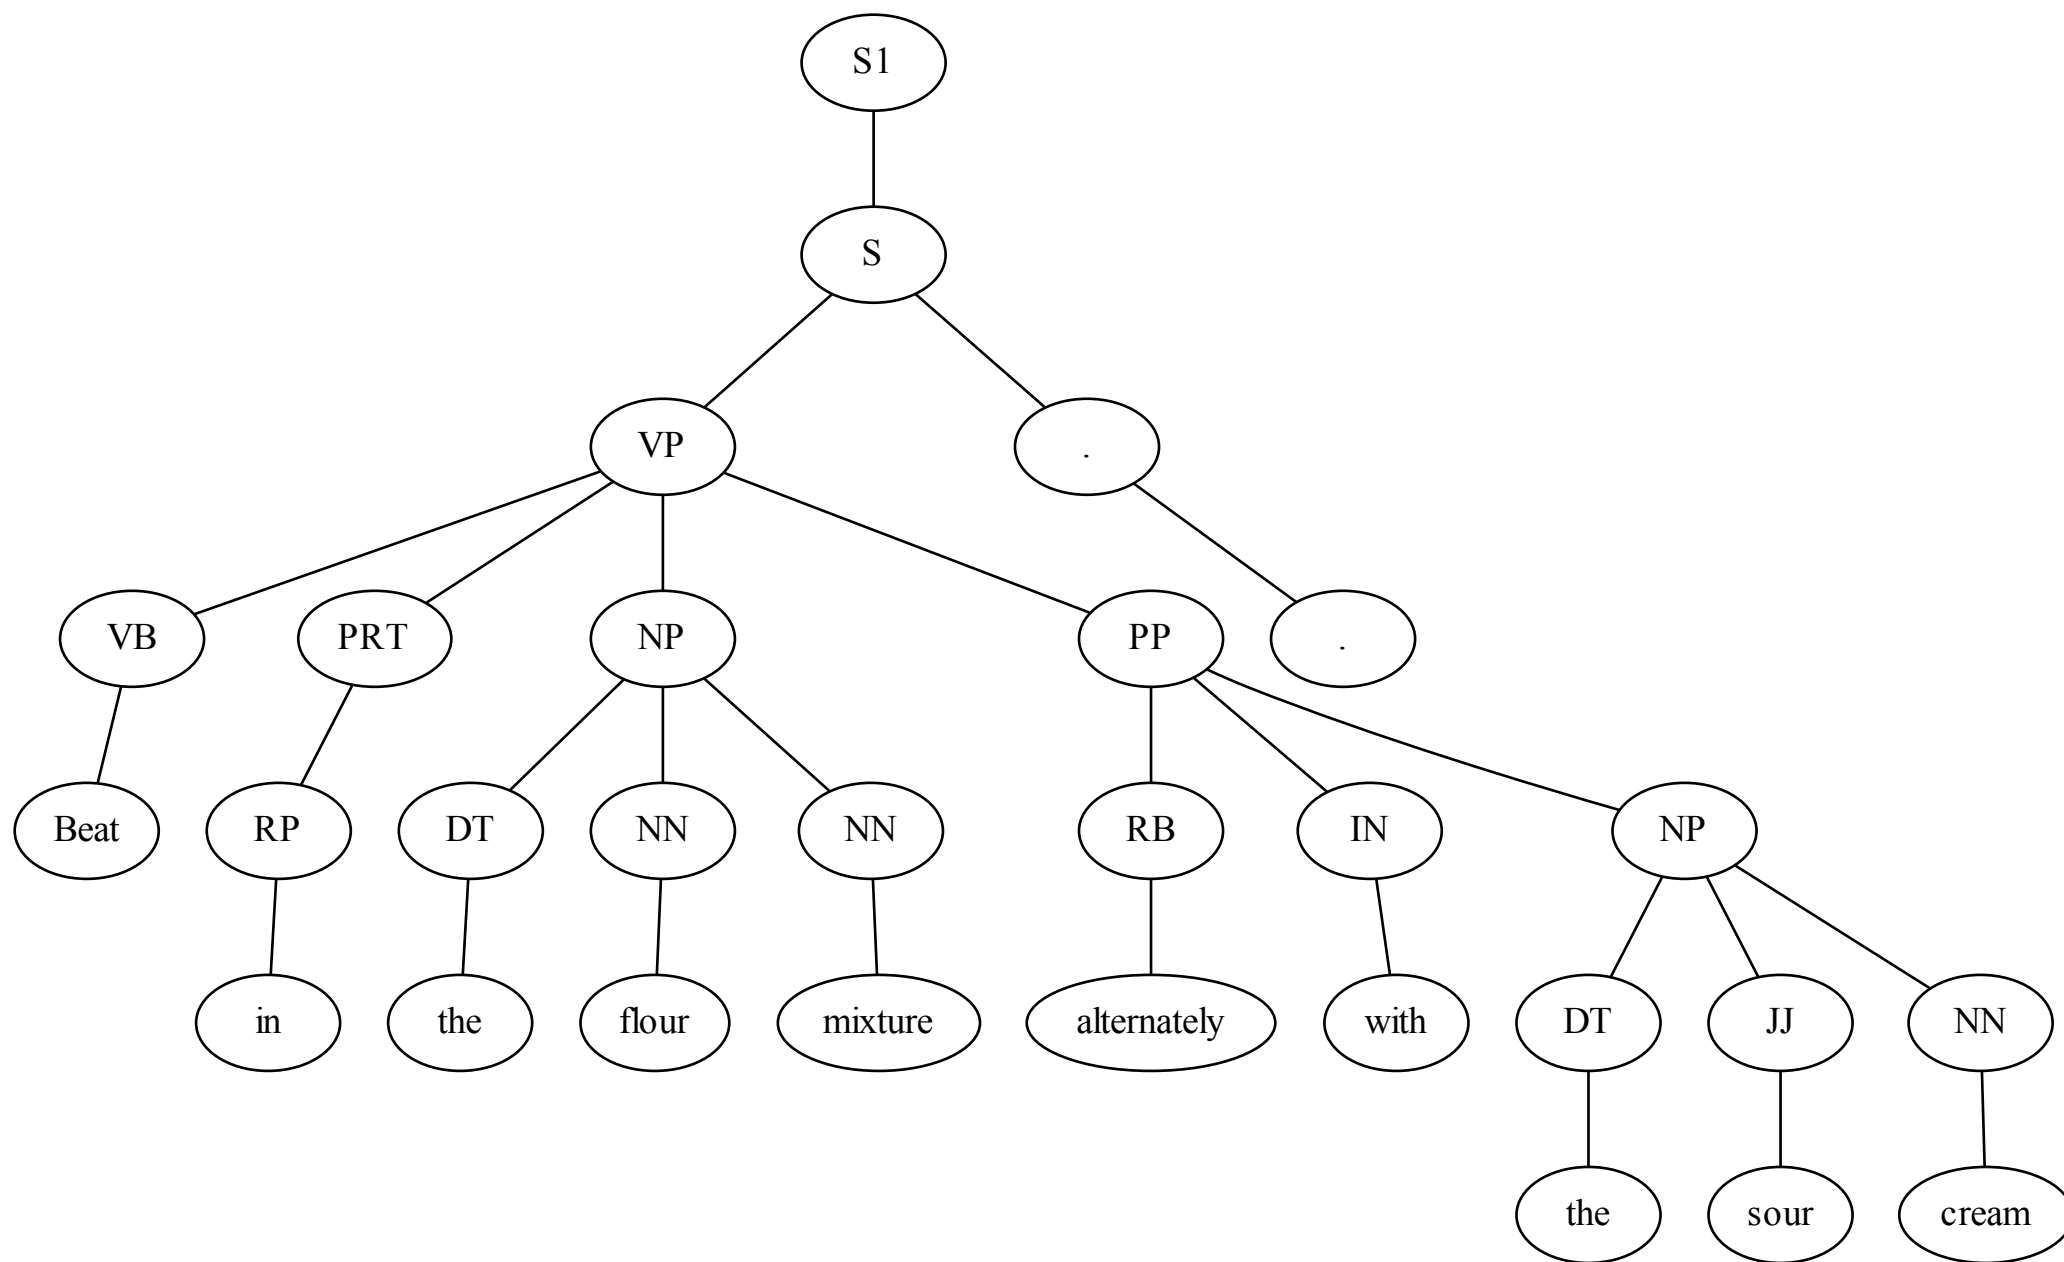 S1
S
VP .
VB PRT NP PP .
Beat RP DT NN NN RB IN NP
in the flour mixture alternately with DT JJ NN
the sour cream